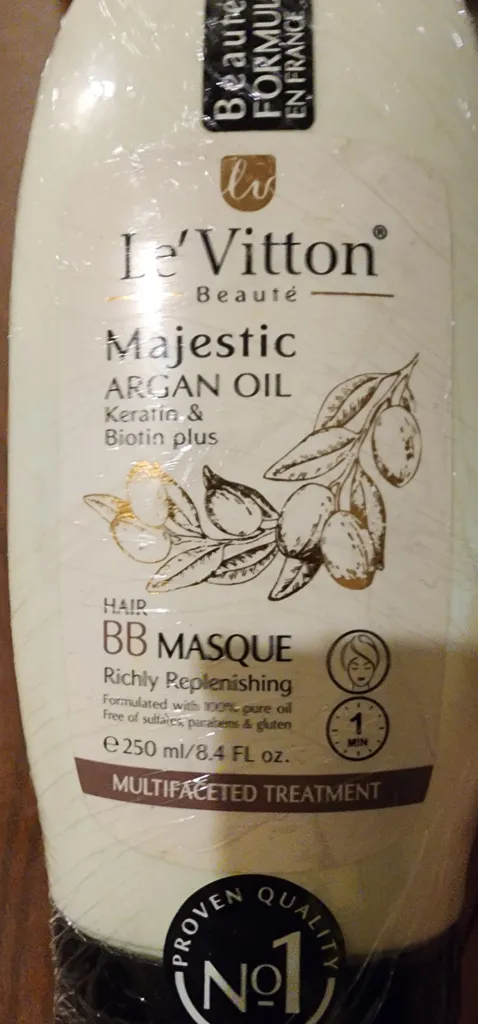 Beauté
FORMUL
EN FRANCE
lv
Le'Vitton®
Beauté
Majestic
ARGAN OIL
Keratin &
Biotin plus
HAIR
BB MASQUE
Richly Replenishing
Formulated with 100% pure oil
Free of sulfates, parabens & gluten
1
MIN
e 250 ml/8.4 FL oz.
MULTIFACETED TREATMENT
PROVEN QUALITY
No1